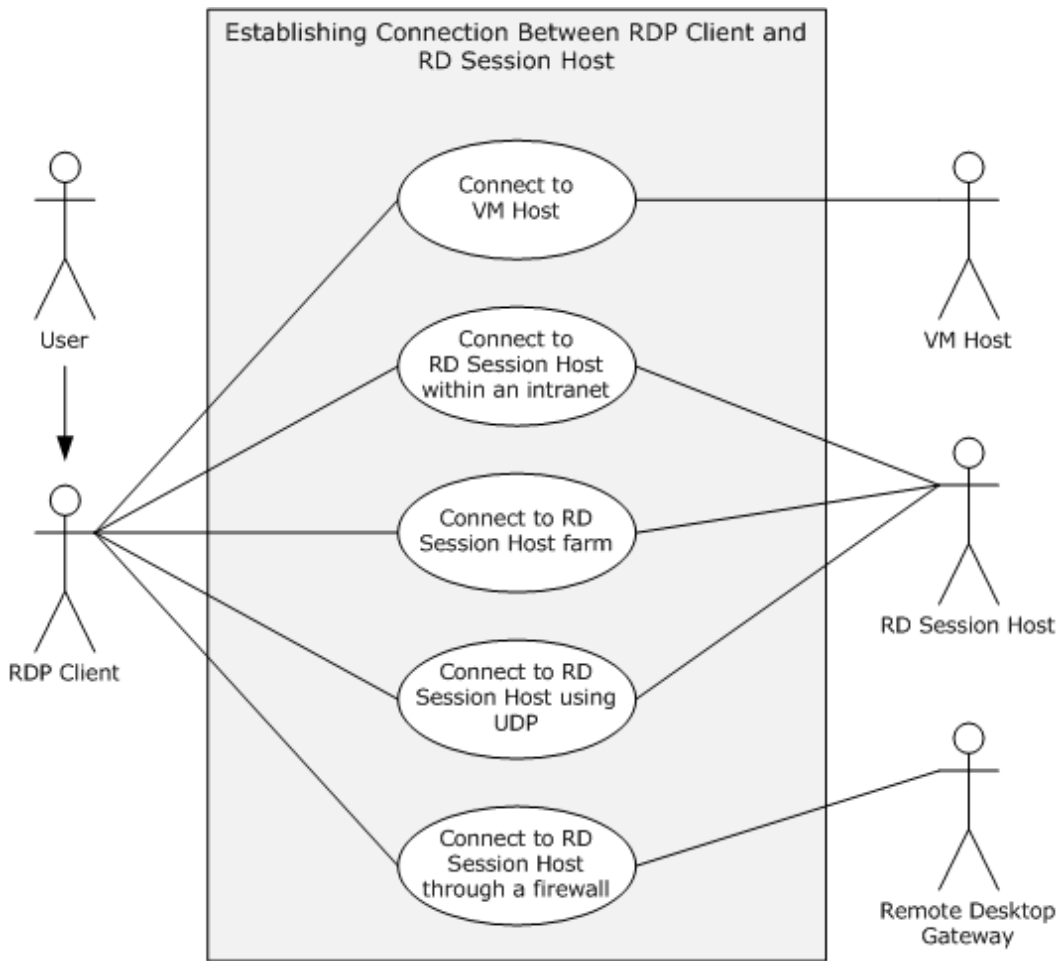 Establishing Connection Between RDP Client and
RD Session Host
User
RDP Client
Connect to
VM Host
Connect to
RD Session Host
within an intranet
Connect to RD
Session Host farm
Connect to RD
Session Host using
UDP
Connect to RD
Session Host
through a firewall
VM Host
RD Session Host
Remote Desktop
Gateway